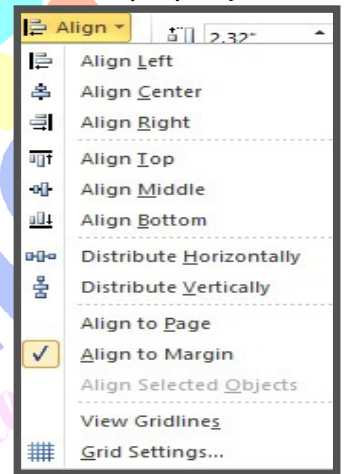 Align
2.32"
Align Left
Align Center
Align Right
Align Top
Align Middle
Align Bottom
Distribute Horizontally
Distribute Vertically
Align to Page
Align to Margin
Align Selected Objects
View Gridlines
Grid Settings...